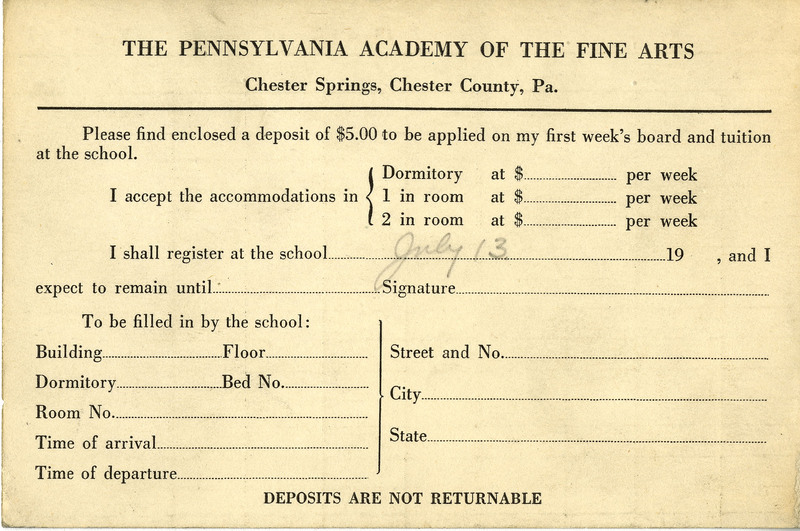 THE PENNSYLVANIA ACADEMY OF THE FINE ARTS
Chester Springs, Chester County, Pa.
Please find enclosed a deposit of $5.00 to be applied on my first week's board and tuition
at the school.
I accept the accommodations in { Dormitory at $.......... per week
1 in room at $.......... per week
2 in room at $.......... per week
I shall register at the school.......... July 13 ..........19 , and I
expect to remain until..........Signature..........
To be filled in by the school:
Building..........Floor..........
Dormitory..........Bed No...........
Room No...........
Time of arrival..........
Time of departure..........
Street and No...........
City..........
State..........
DEPOSITS ARE NOT RETURNABLE